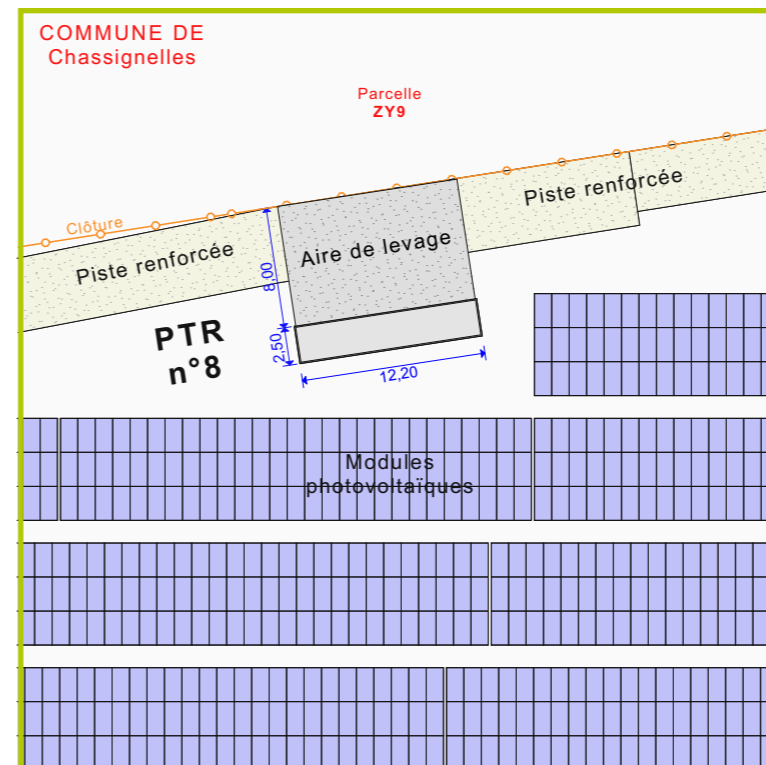 COMMUNE DE
Chassignelles
Parcelle
ZY9
Clôture
Piste renforcée
Aire de levage
Piste renforcée
8,00
2,50
12,20
PTR
n°8
Modules
photovoltaïques